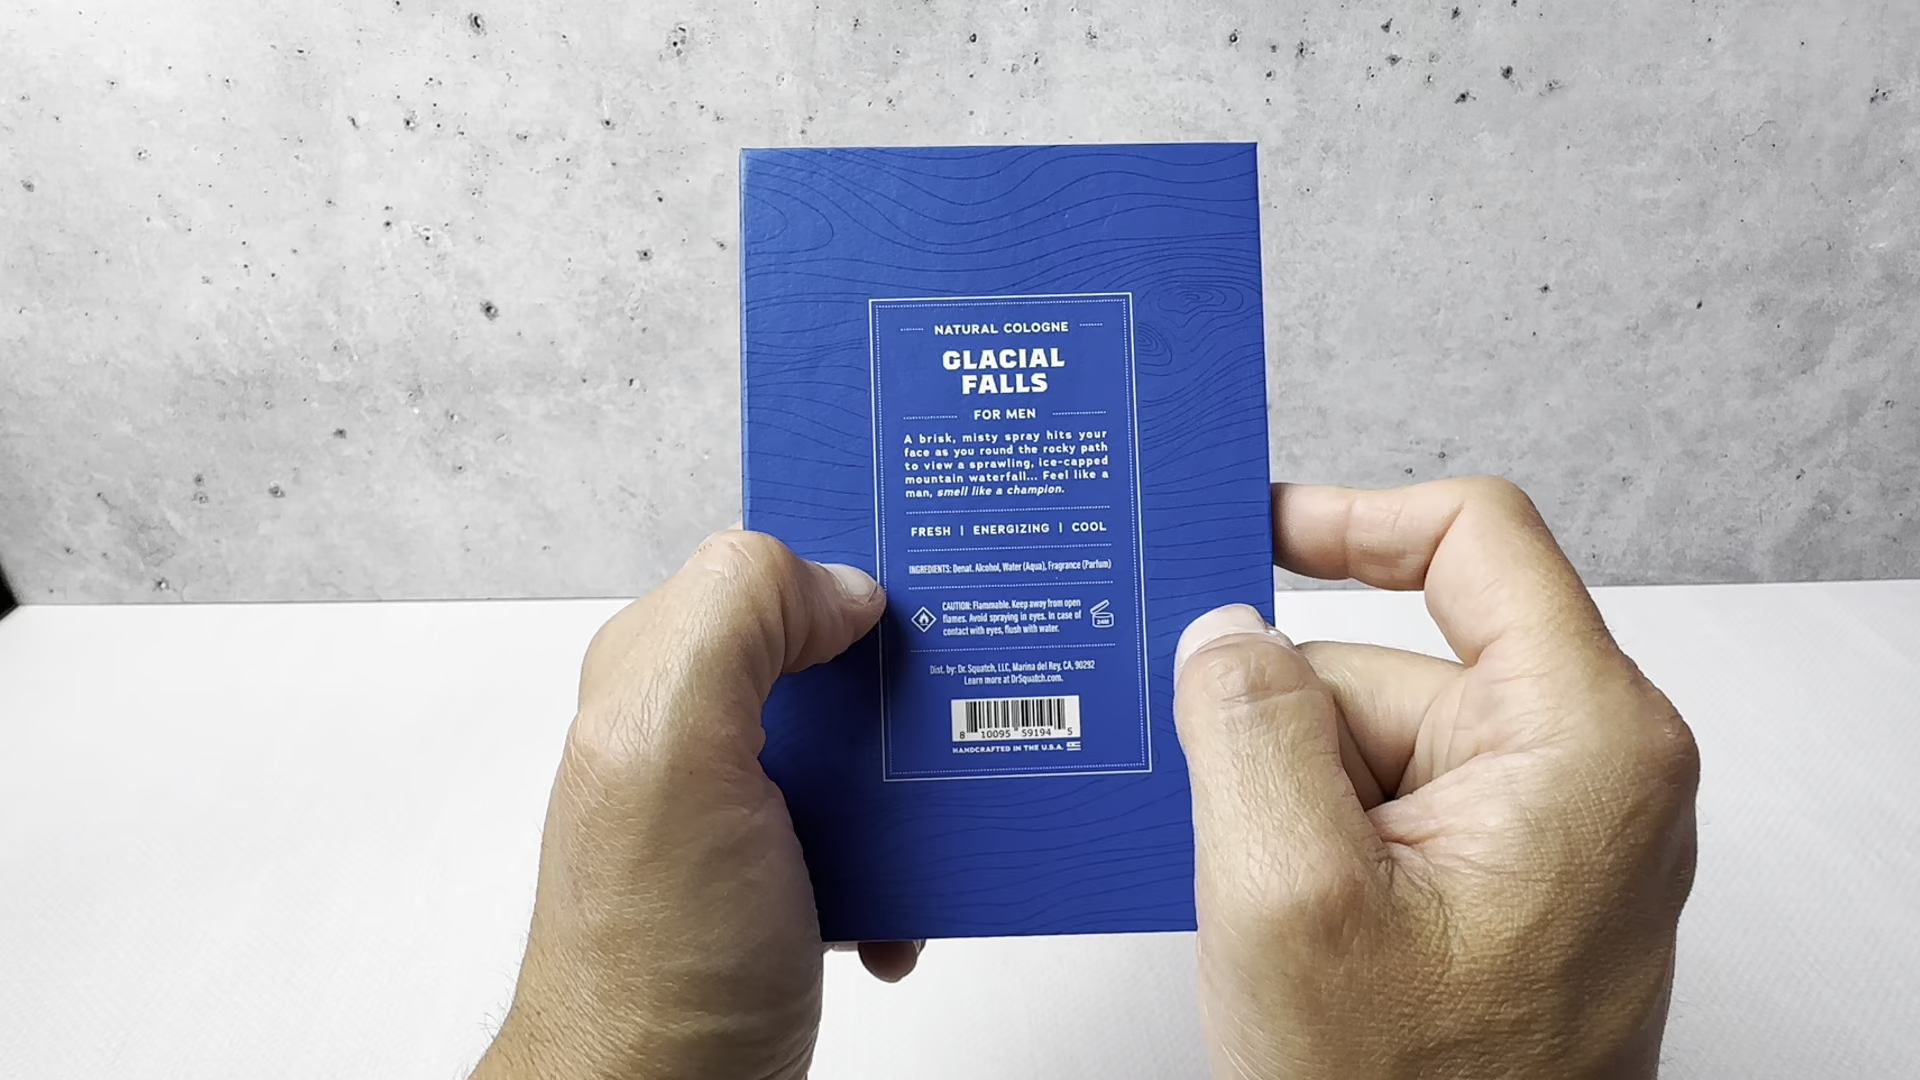 NATURAL COLOGNE
GLACIAL
FALLS
FOR MEN
A brisk, misty spray hits your
face as you round the rocky path
to view a sprawling, ice-capped
mountain waterfall... Feel like a
man, smell like a champion.
FRESH | ENERGIZING | COOL
INGREDIENTS: Denat. Alcohol, Water (Aqua), Fragrance (Parfum)
CAUTION: Flammable. Keep away from open
flames. Avoid spraying in eyes. In case of
contact with eyes, flush with water.
24M
Dist. by: Dr. Squatch, LLC, Marina del Rey, CA, 90292
Learn more at DrSquatch.com.
8 10095 59194 5
HANDCRAFTED IN THE U.S.A.